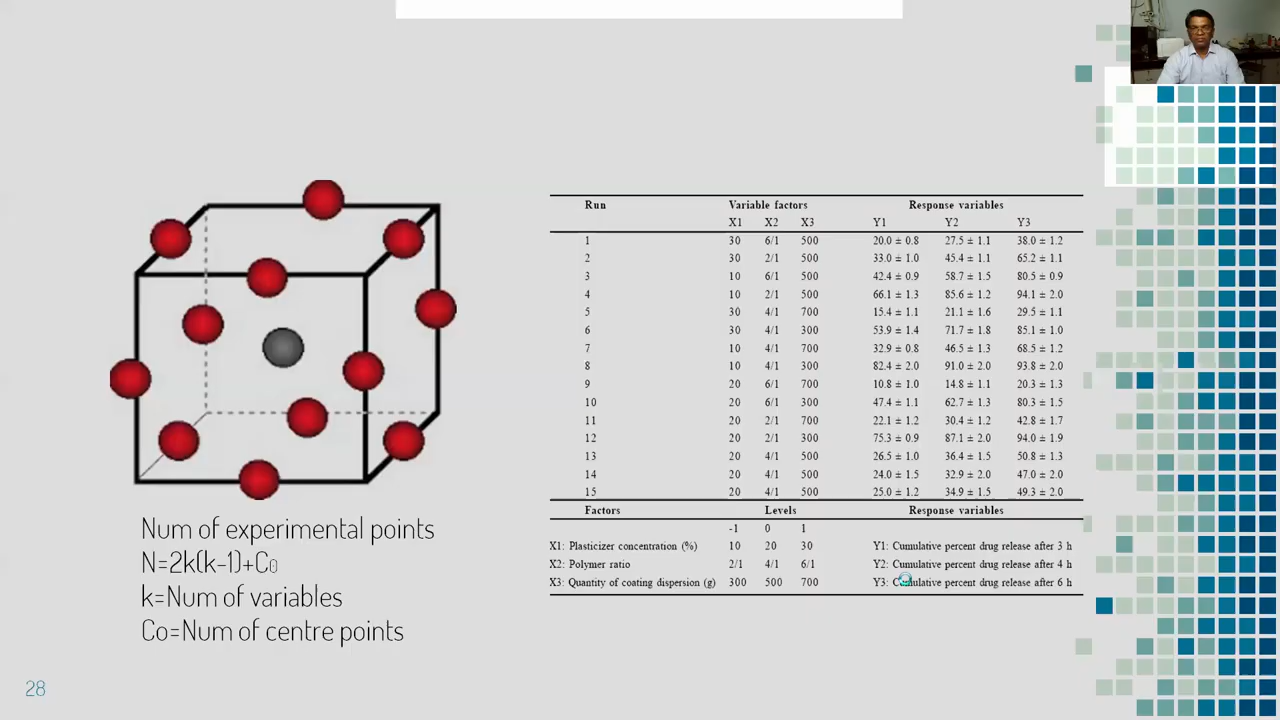 Run Variable factors Response variables
X1 X2 X3 Y1 Y2 Y3
1 30 6/1 500 20.0 ± 0.8 27.5 ± 1.1 38.0 ± 1.2
2 30 2/1 500 33.0 ± 1.0 45.4 ± 1.1 65.2 ± 1.1
3 10 6/1 500 42.4 ± 0.9 58.7 ± 1.5 80.5 ± 0.9
4 10 2/1 500 66.1 ± 1.3 85.6 ± 1.2 94.1 ± 2.0
5 30 4/1 700 15.4 ± 1.1 21.1 ± 1.6 29.5 ± 1.1
6 30 4/1 300 53.9 ± 1.4 71.7 ± 1.8 85.1 ± 1.0
7 10 4/1 700 32.9 ± 0.8 46.5 ± 1.3 68.5 ± 1.2
8 10 4/1 300 82.4 ± 2.0 91.0 ± 2.0 93.8 ± 2.0
9 20 6/1 700 10.8 ± 1.0 14.8 ± 1.1 20.3 ± 1.3
10 20 6/1 300 47.4 ± 1.1 62.7 ± 1.3 80.3 ± 1.5
11 20 2/1 700 22.1 ± 1.2 30.4 ± 1.2 42.8 ± 1.7
12 20 2/1 300 75.3 ± 0.9 87.1 ± 2.0 94.0 ± 1.9
13 20 4/1 500 26.5 ± 1.0 36.4 ± 1.5 50.8 ± 1.3
14 20 4/1 500 24.0 ± 1.5 32.9 ± 2.0 47.0 ± 2.0
15 20 4/1 500 25.0 ± 1.2 34.9 ± 1.5 49.3 ± 2.0
Factors Levels Response variables
-1 0 1
X1: Plasticizer concentration (%) 10 20 30 Y1: Cumulative percent drug release after 3 h
X2: Polymer ratio 2/1 4/1 6/1 Y2: Cumulative percent drug release after 4 h
X3: Quantity of coating dispersion (g) 300 500 700 Y3: Cumulative percent drug release after 6 h
Num of experimental points
N=2k(k-1)+C₀
k=Num of variables
Co=Num of centre points
28